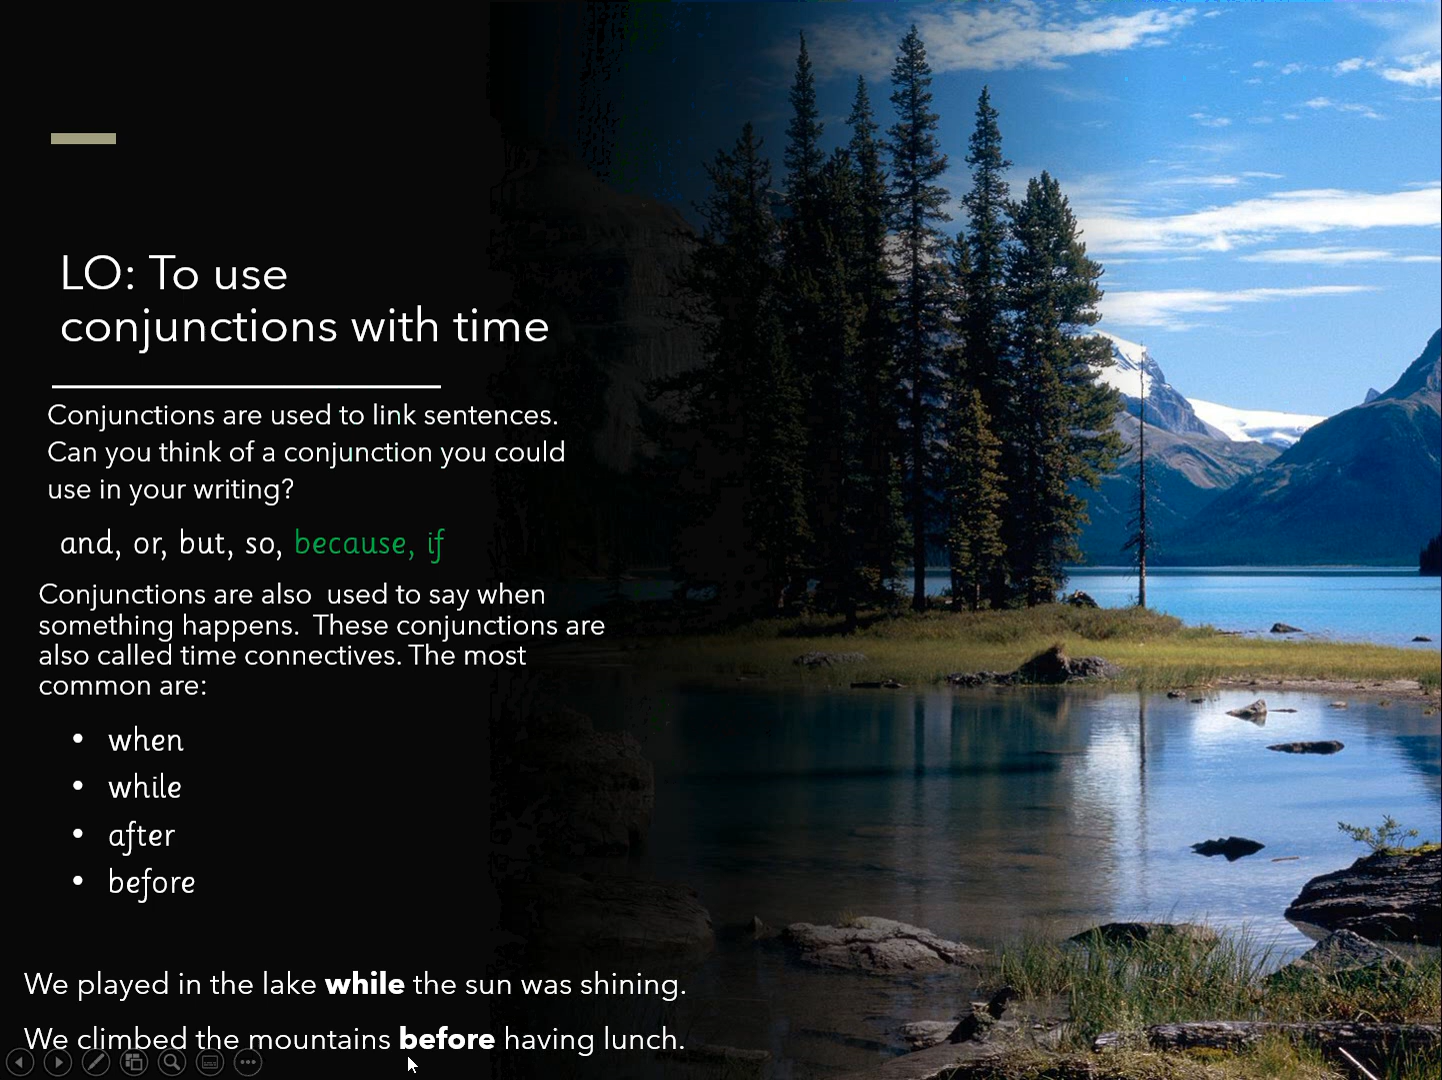 LO: To use
conjunctions with time
Conjunctions are used to link sentences.
Can you think of a conjunction you could
use in your writing?
and, or, but, so, because, if
Conjunctions are also  used to say when
something happens.  These conjunctions are
also called time connectives. The most
common are:
• when
• while
• after
• before
We played in the lake while the sun was shining.
We climbed the mountains before having lunch.